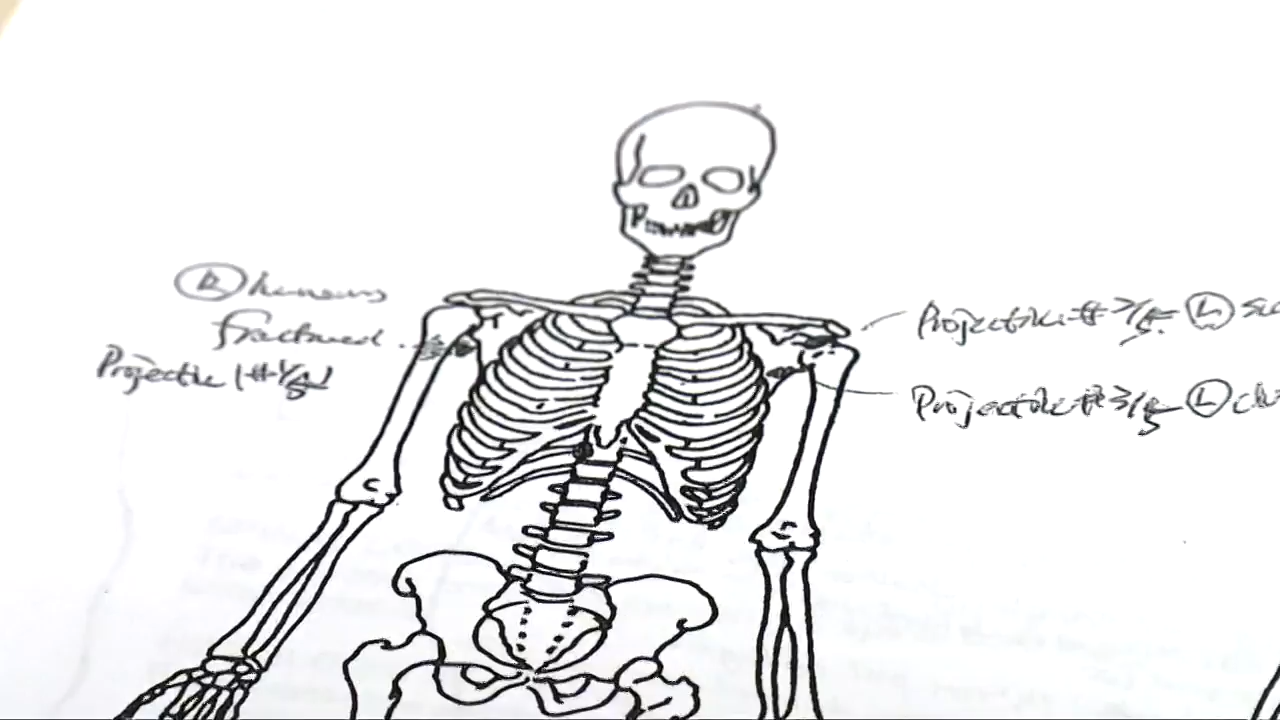 Ⓡ humerus
fractured
Projectile #1/5
Projectile #2/5 Ⓛ
Projectile #3/5 Ⓛ